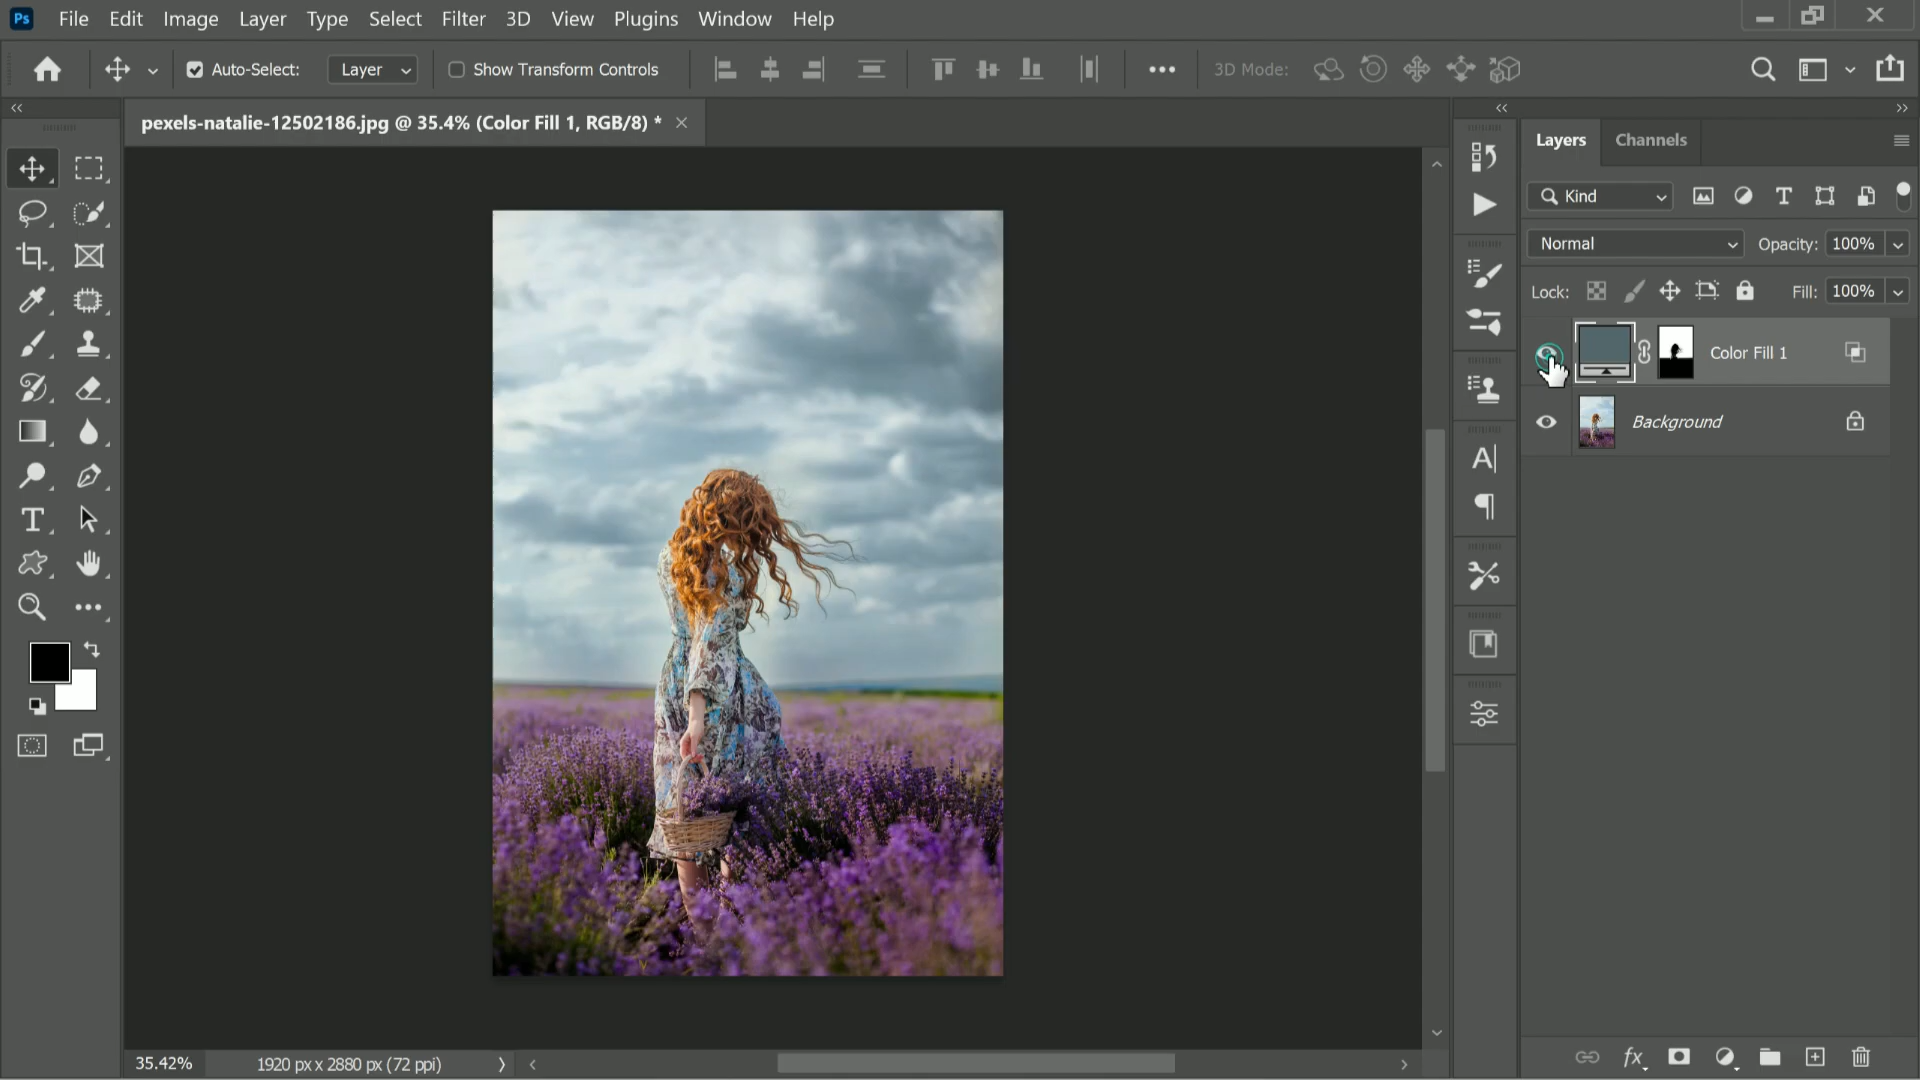 Ps File Edit Image Layer Type Select Filter 3D View Plugins Window Help
Auto-Select: Layer Show Transform Controls 3D Mode:
pexels-natalie-12502186.jpg @ 35.4% (Color Fill 1, RGB/8) *
Layers Channels
Kind
Normal Opacity: 100%
Lock: Fill: 100%
Color Fill 1
Background
35.42% 1920 px x 2880 px (72 ppi)